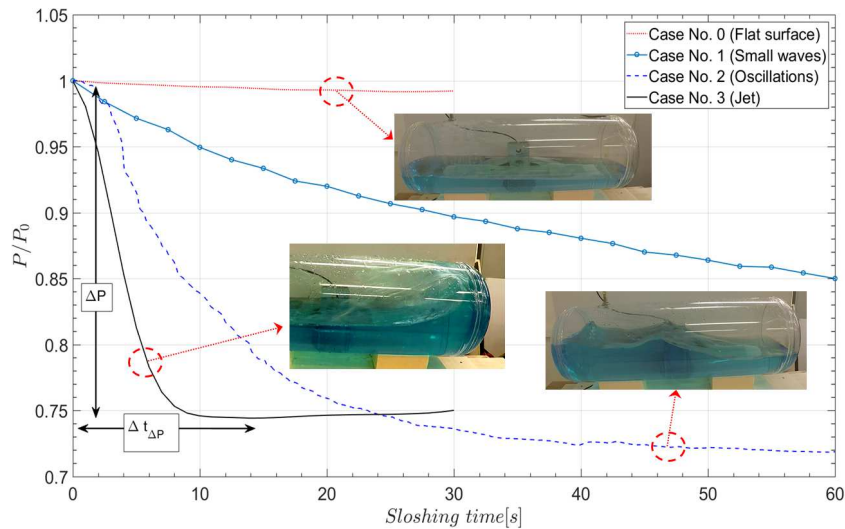 Case No. 0 (Flat surface)
Case No. 1 (Small waves)
Case No. 2 (Oscillations)
Case No. 3 (Jet)
1.05
1
0.95
0.9
0.85
0.8
0.75
0.7
P/P₀
ΔP
Δ t_ΔP
0
10
20
30
40
50
60
Sloshing time[s]